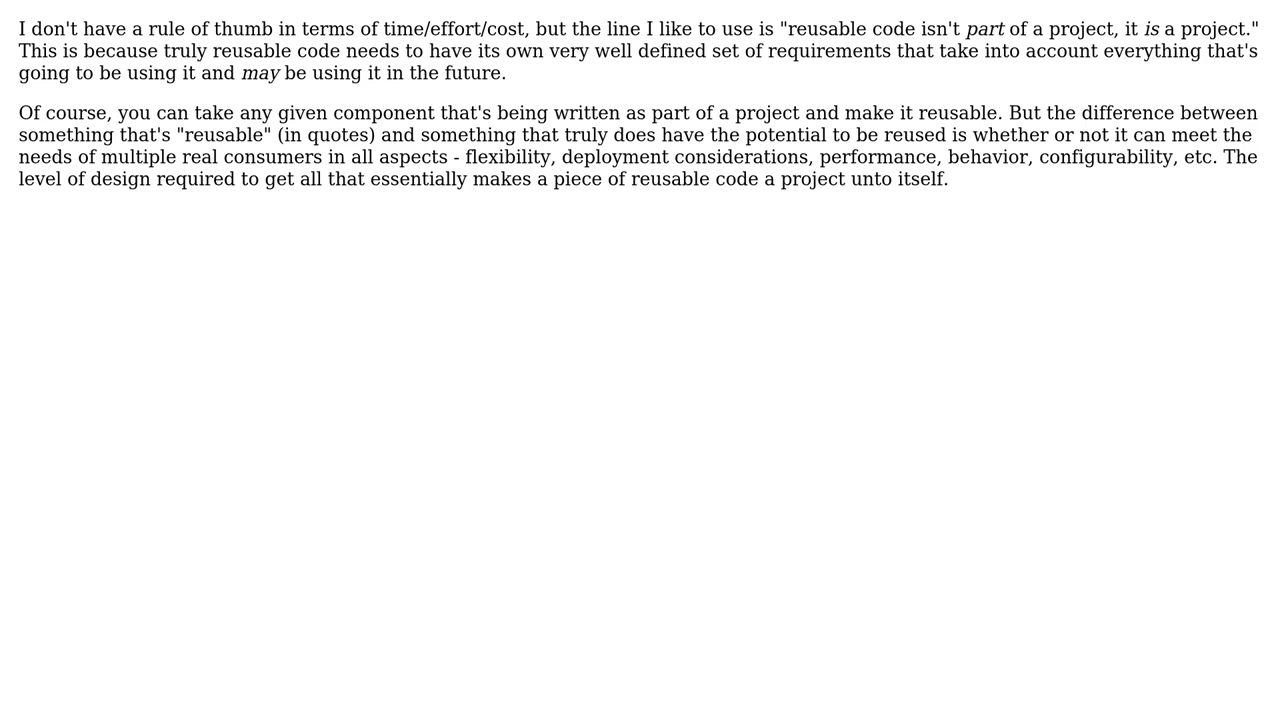 I don't have a rule of thumb in terms of time/effort/cost, but the line I like to use is "reusable code isn't part of a project, it is a project."
This is because truly reusable code needs to have its own very well defined set of requirements that take into account everything that's
going to be using it and may be using it in the future.
Of course, you can take any given component that's being written as part of a project and make it reusable. But the difference between
something that's "reusable" (in quotes) and something that truly does have the potential to be reused is whether or not it can meet the
needs of multiple real consumers in all aspects - flexibility, deployment considerations, performance, behavior, configurability, etc. The
level of design required to get all that essentially makes a piece of reusable code a project unto itself.